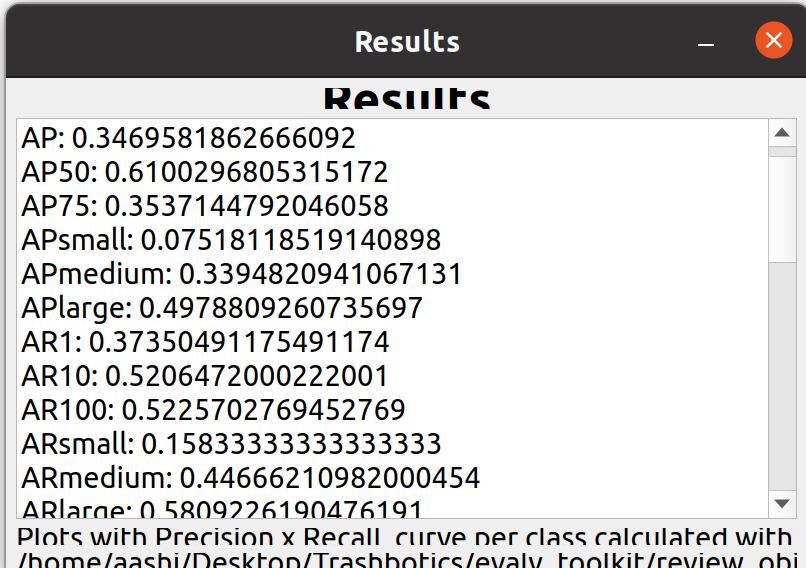 Results
Results
AP: 0.3469581862666092
AP50: 0.6100296805315172
AP75: 0.3537144792046058
APsmall: 0.07518118519140898
APmedium: 0.3394820941067131
APlarge: 0.4978809260735697
AR1: 0.37350491175491174
AR10: 0.5206472000222001
AR100: 0.5225702769452769
ARsmall: 0.15833333333333333
ARmedium: 0.44666210982000454
ARlarge: 0.5809226190476191
Plots with Precision x Recall curve per class calculated with
/home/aashi/Desktop/Trashbotics/evalv_toolkit/review_obj